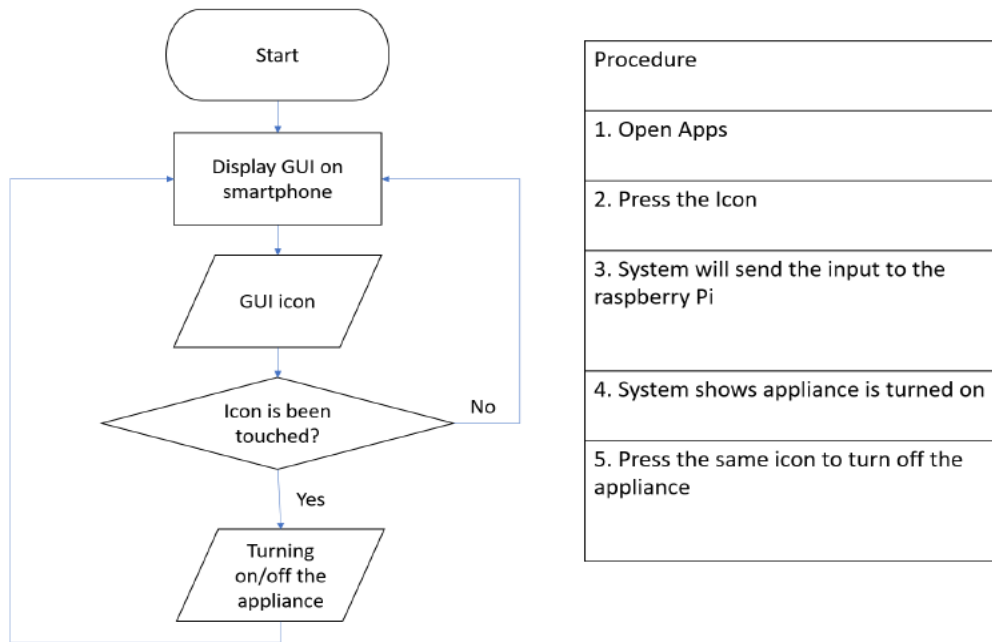 Start
Display GUI on
smartphone
GUI icon
Icon is been
touched?
No
Yes
Turning
on/off the
appliance
Procedure
1. Open Apps
2. Press the Icon
3. System will send the input to the
raspberry Pi
4. System shows appliance is turned on
5. Press the same icon to turn off the
appliance